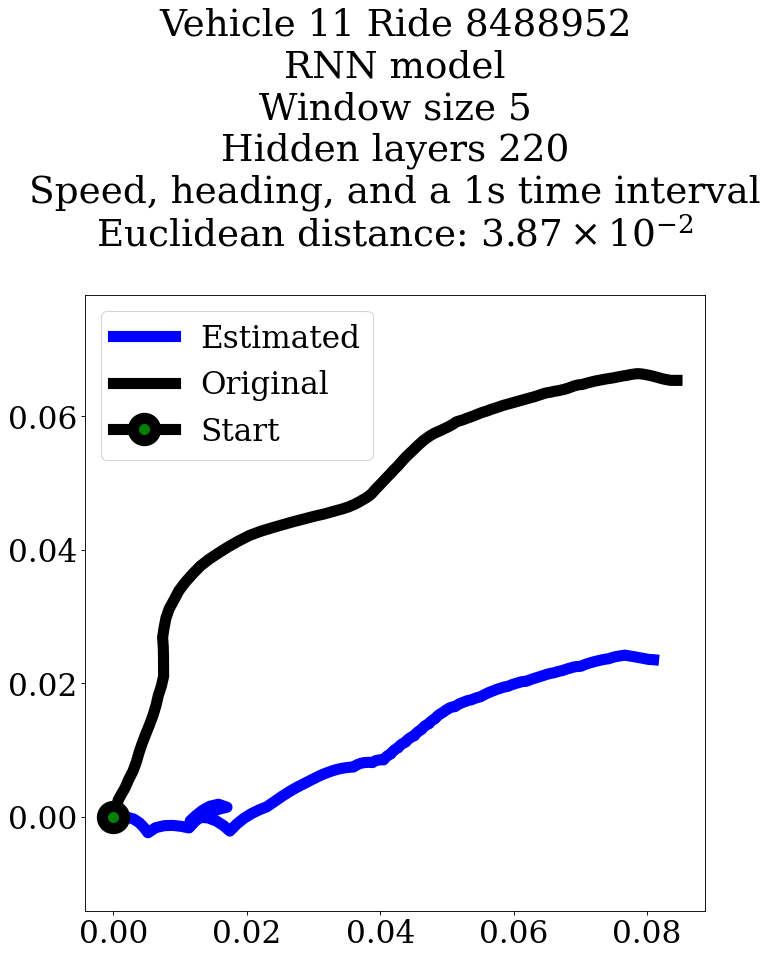 Vehicle 11 Ride 8488952
RNN model
Window size 5
Hidden layers 220
Speed, heading, and a 1s time interval
Euclidean distance: 3.87 × 10⁻²
Estimated
Original
Start
0.06
0.04
0.02
0.00
0.00 0.02 0.04 0.06 0.08